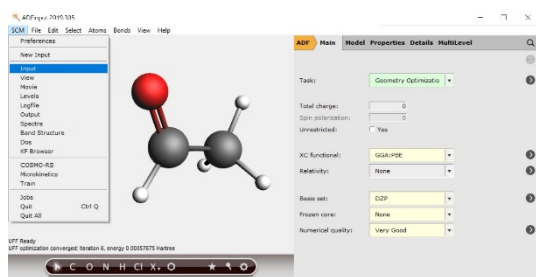 ADFinput 2019.305
SCM File Edit Select Atoms Bonds View Help
Preferences
New Input
Input
View
Movie
Levels
Logfile
Output
Spectra
Band Structure
Dos
KF Browser
COSMO-RS
Microkinetics
Train
Jobs
Quit Ctrl Q
Quit All
UFF Ready
UFF optimization converged: Iteration 8, energy 0.00057675 Hartree
C O N H Cl X.
ADF Main Model Properties Details MultiLevel
Task: Geometry Optimizatio
Total charge: 0
Spin polarization: 0
Unrestricted: Yes
XC functional: GGA:PBE
Relativity: None
Basis set: DZP
Frozen core: None
Numerical quality: Very Good